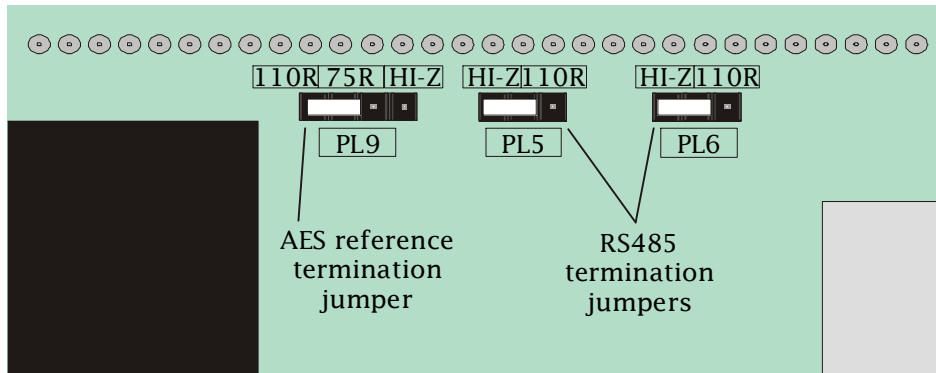 110R 75R HI-Z HI-Z 110R HI-Z 110R
PL9 PL5 PL6
AES reference
termination
jumper
RS485
termination
jumpers